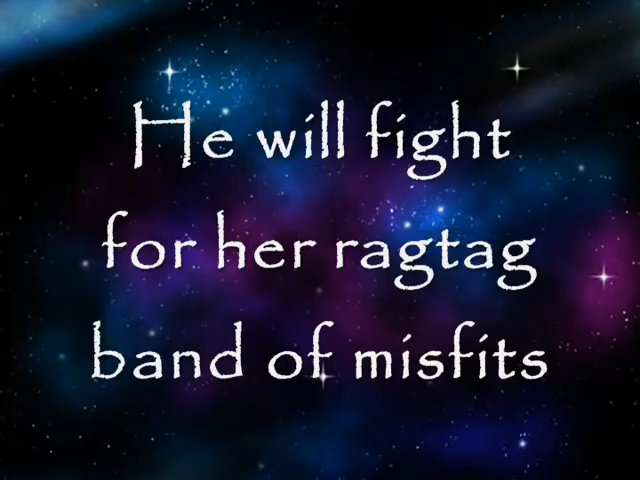 He will fight
for her ragtag
band of misfits